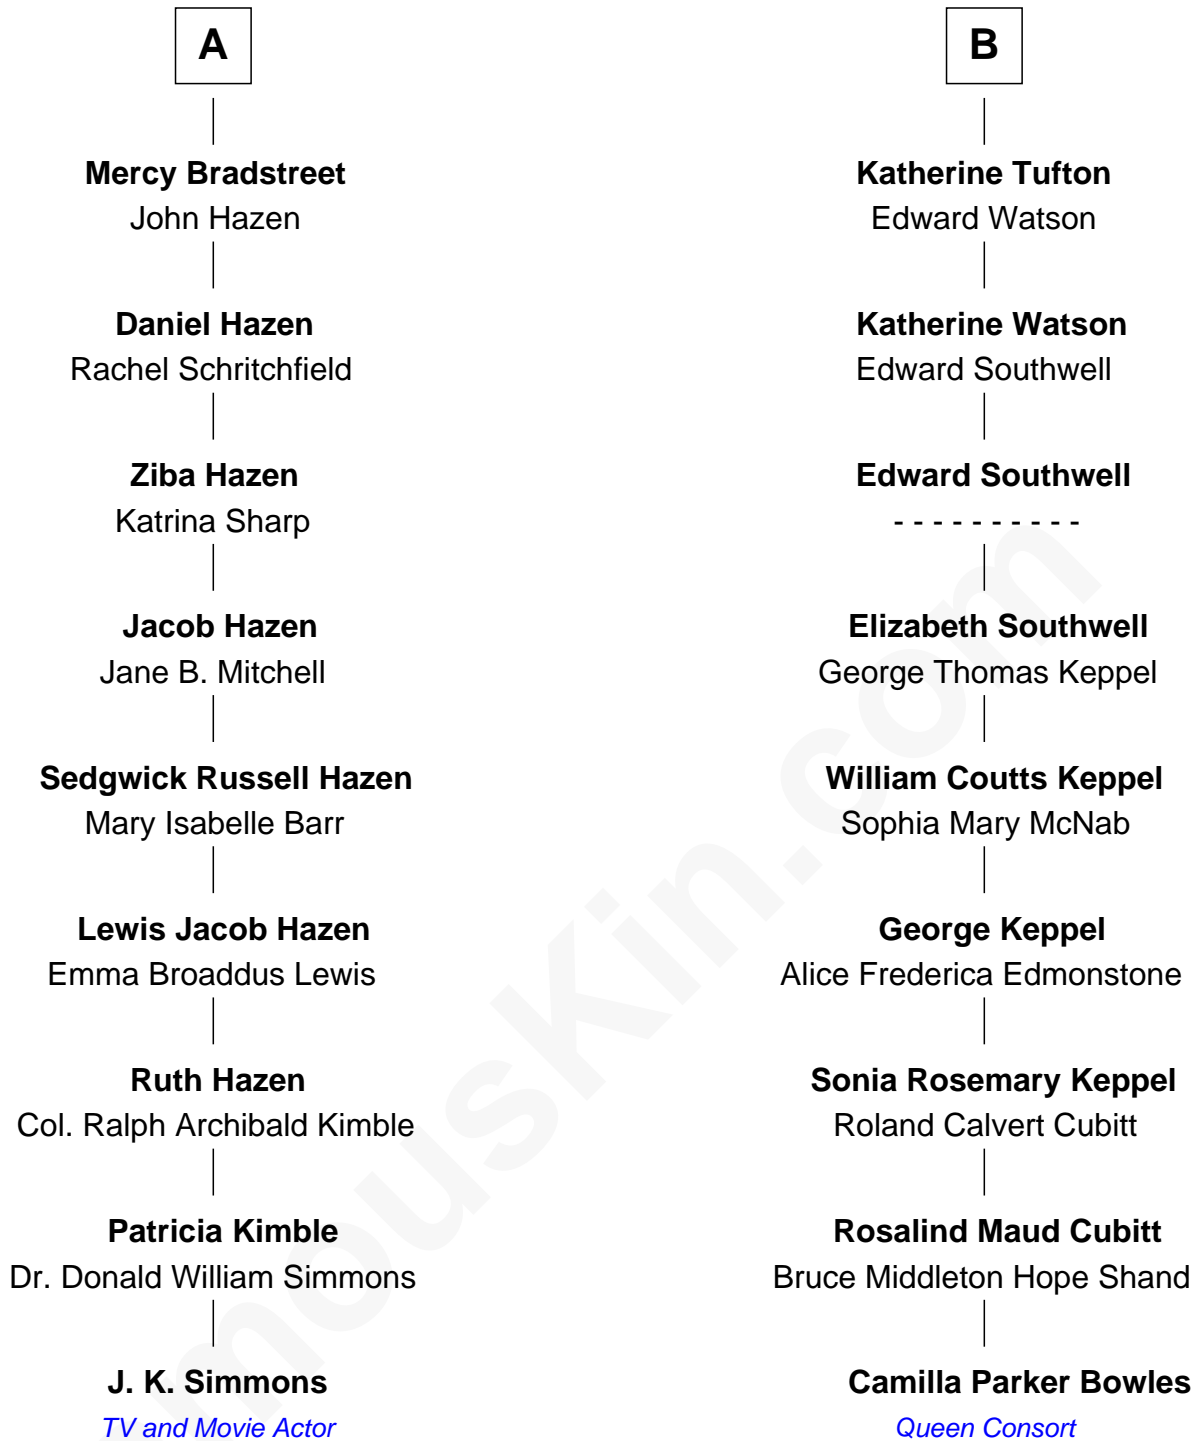 A
Mercy Bradstreet
John Hazen
Daniel Hazen
Rachel Schritchfield
Ziba Hazen
Katrina Sharp
Jacob Hazen
Jane B. Mitchell
Sedgwick Russell Hazen
Mary Isabelle Barr
Lewis Jacob Hazen
Emma Broaddus Lewis
Ruth Hazen
Col. Ralph Archibald Kimble
Patricia Kimble
Dr. Donald William Simmons
J. K. Simmons
TV and Movie Actor
B
Katherine Tufton
Edward Watson
Katherine Watson
Edward Southwell
Edward Southwell
- - - - - - - - - -
Elizabeth Southwell
George Thomas Keppel
William Coutts Keppel
Sophia Mary McNab
George Keppel
Alice Frederica Edmonstone
Sonia Rosemary Keppel
Roland Calvert Cubitt
Rosalind Maud Cubitt
Bruce Middleton Hope Shand
Camilla Parker Bowles
Queen Consort
mousKin.com